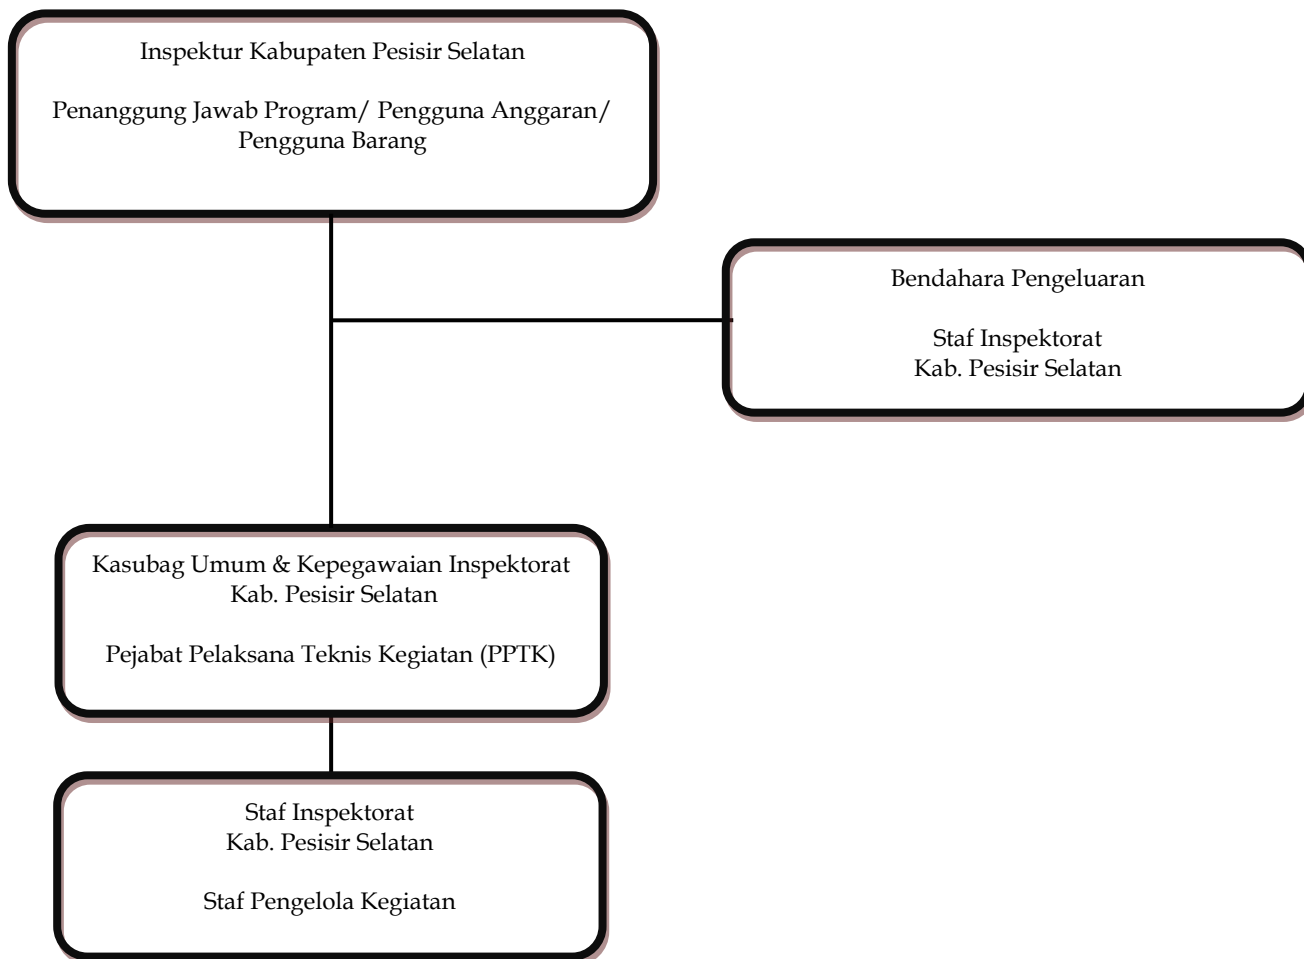 Inspektur Kabupaten Pesisir Selatan
Penanggung Jawab Program/ Pengguna Anggaran/
Pengguna Barang
Bendahara Pengeluaran
Staf Inspektorat
Kab. Pesisir Selatan
Kasubag Umum & Kepegawaian Inspektorat
Kab. Pesisir Selatan
Pejabat Pelaksana Teknis Kegiatan (PPTK)
Staf Inspektorat
Kab. Pesisir Selatan
Staf Pengelola Kegiatan